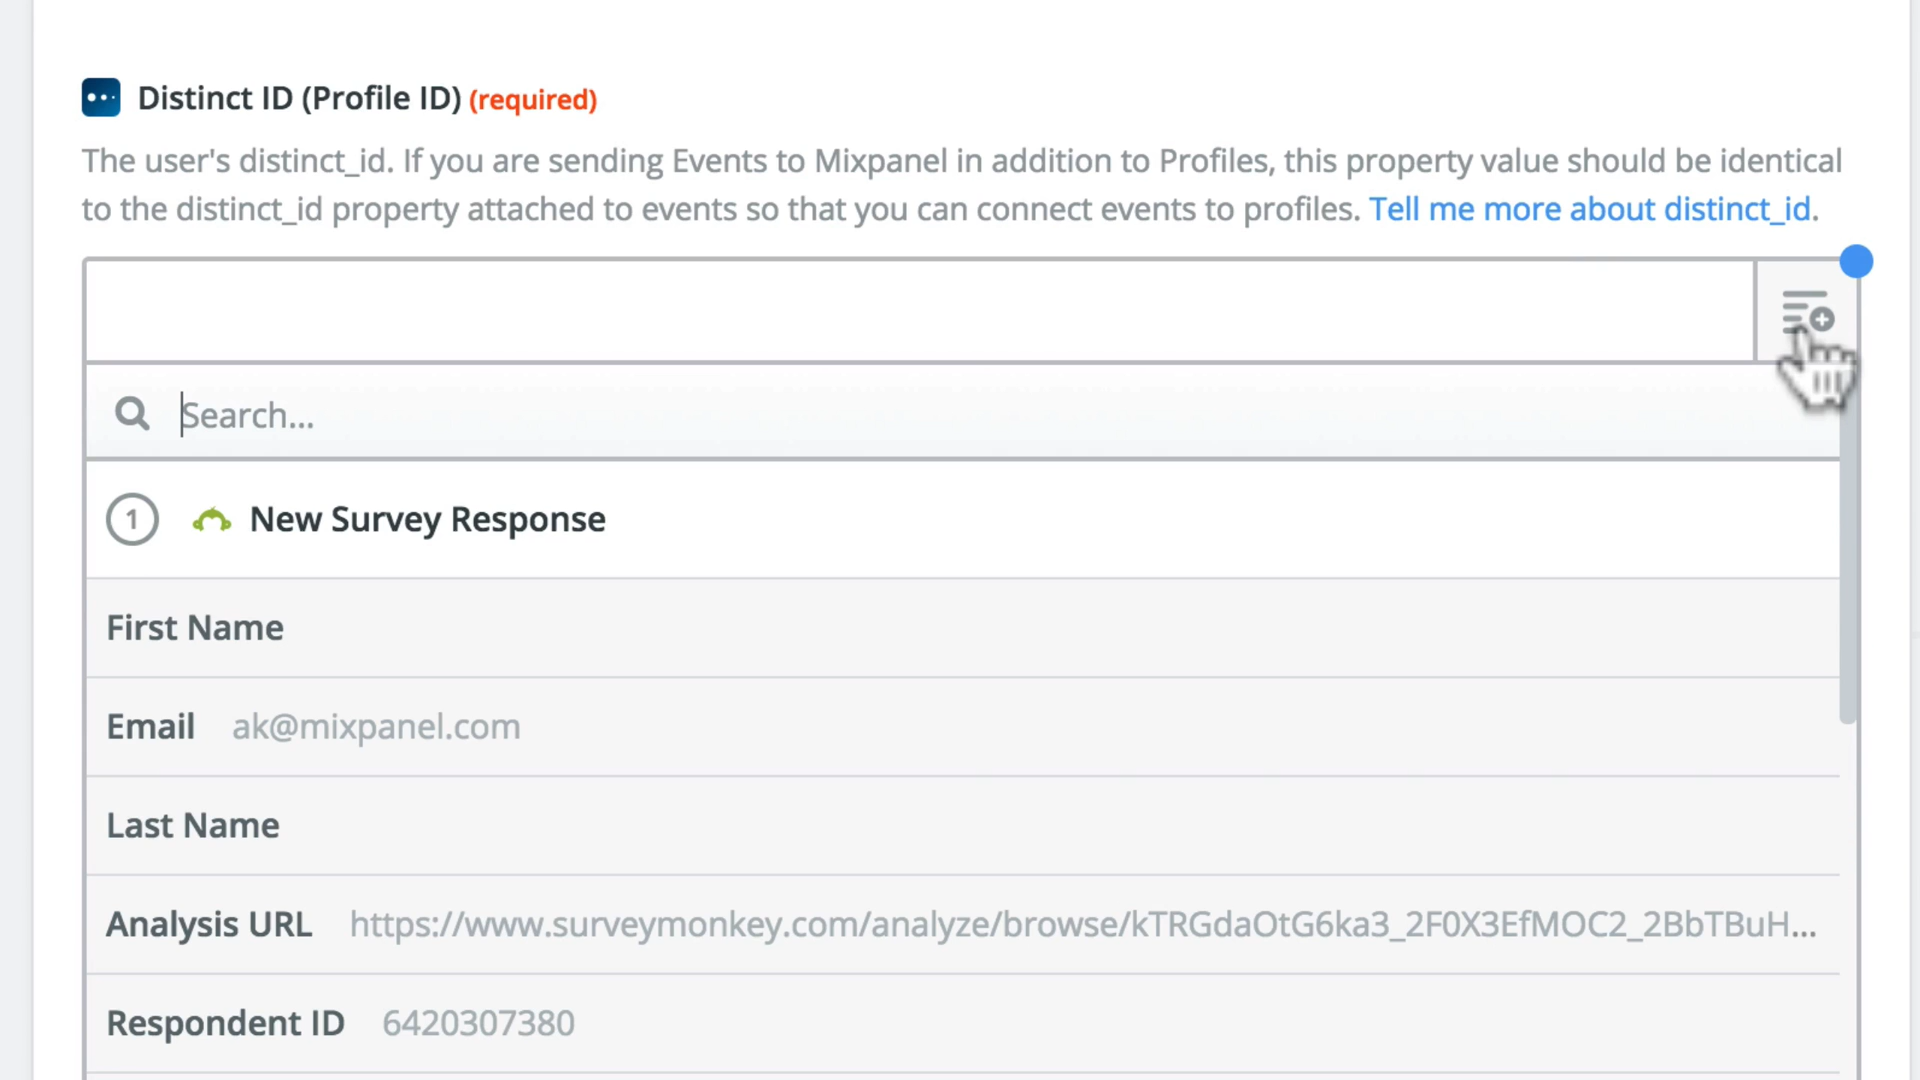 Distinct ID (Profile ID) (required)
The user's distinct_id. If you are sending Events to Mixpanel in addition to Profiles, this property value should be identical
to the distinct_id property attached to events so that you can connect events to profiles. Tell me more about distinct_id.
Search...
1 New Survey Response
First Name
Email ak@mixpanel.com
Last Name
Analysis URL https://www.surveymonkey.com/analyze/browse/kTRGdaOtG6ka3_2F0X3EfMOC2_2BbTBuH...
Respondent ID 6420307380